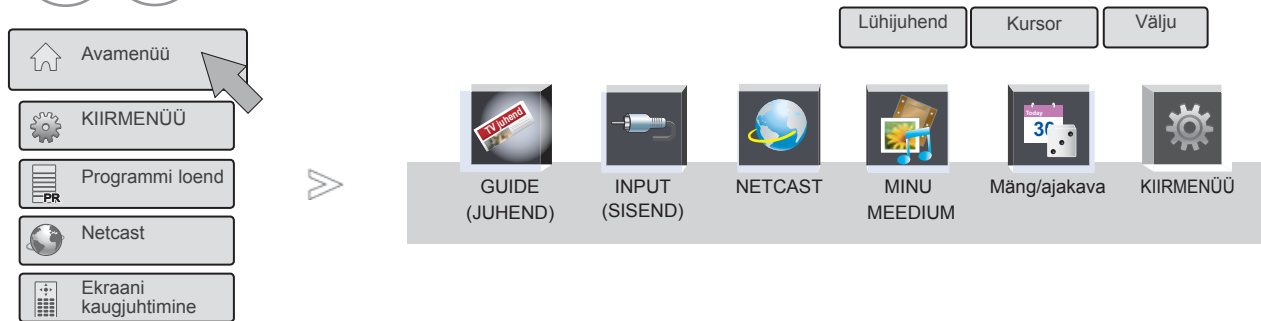 Lühijuhend Kursor Välju
Avamenüü
KIIRMENÜÜ
Programmi loend
PR
Netcast
Ekraani
kaugjuhtimine
TV juhend
Today
30
GUIDE
(JUHEND)
INPUT
(SISEND)
NETCAST
MINU
MEEDIUM
Mäng/ajakava
KIIRMENÜÜ